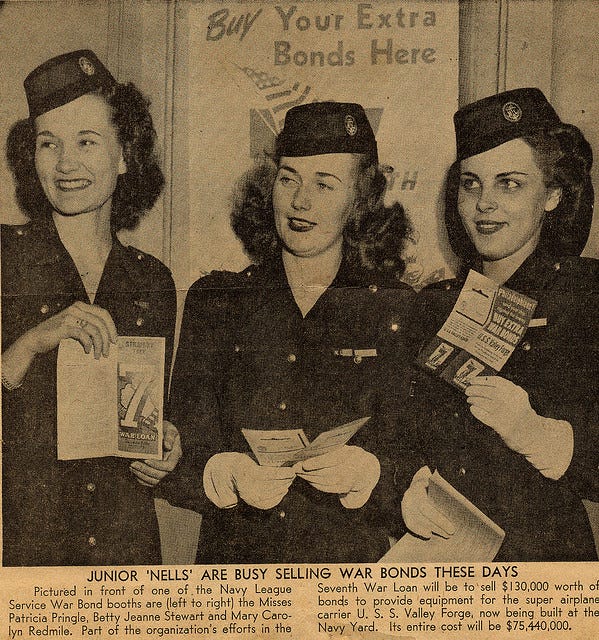 BUY Your Extra
Bonds Here
7TH
7
WAR LOAN
7 7
JUNIOR 'NELLS' ARE BUSY SELLING WAR BONDS THESE DAYS
Pictured in front of one of the Navy League
Service War Bond booths are (left to right) the Misses
Patricia Pringle, Betty Jeanne Stewart and Mary Caro-
lyn Redmile. Part of the organization's efforts in the
Seventh War Loan will be to sell $130,000 worth of
bonds to provide equipment for the super airplane
carrier U. S. S. Valley Forge, now being built at the
Navy Yard. Its entire cost will be $75,440,000.